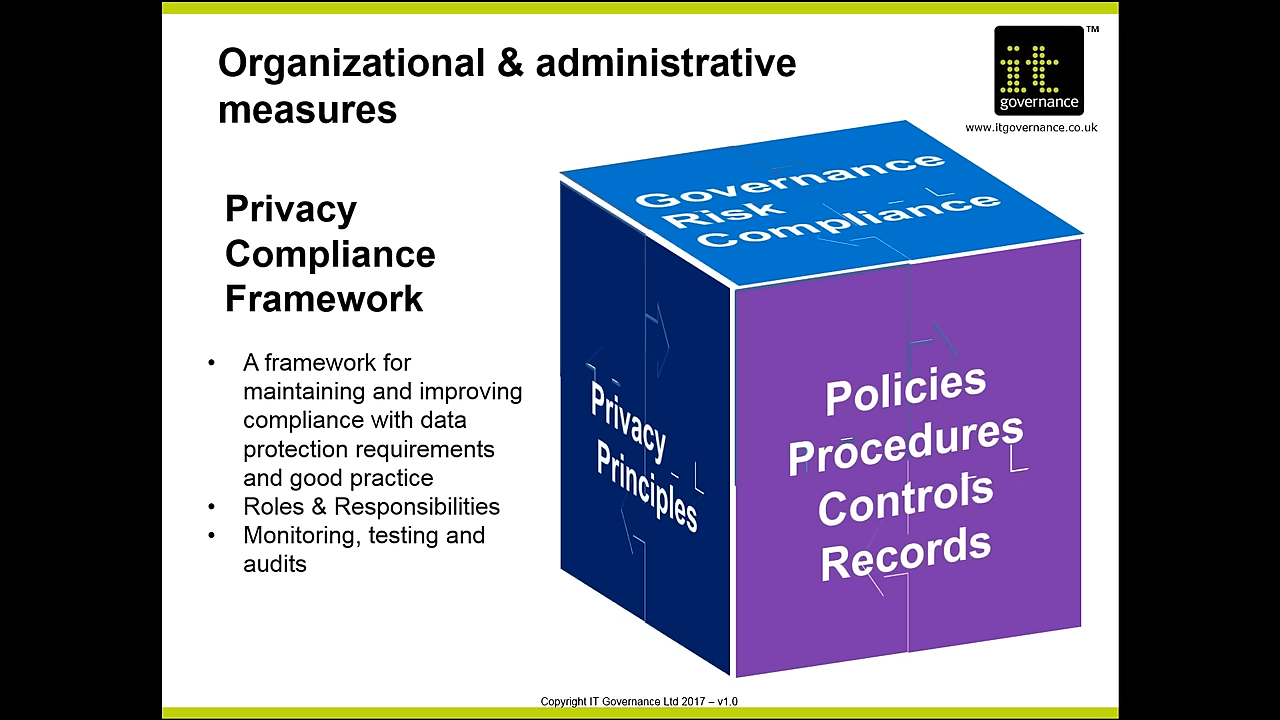 Organizational & administrative
measures
it
governance
TM
www.itgovernance.co.uk
Privacy
Compliance
Framework
• A framework for
maintaining and improving
compliance with data
protection requirements
and good practice
• Roles & Responsibilities
• Monitoring, testing and
audits
Governance
Risk
Compliance
Privacy
Principles
Policies
Procedures
Controls
Records
Copyright IT Governance Ltd 2017 – v1.0